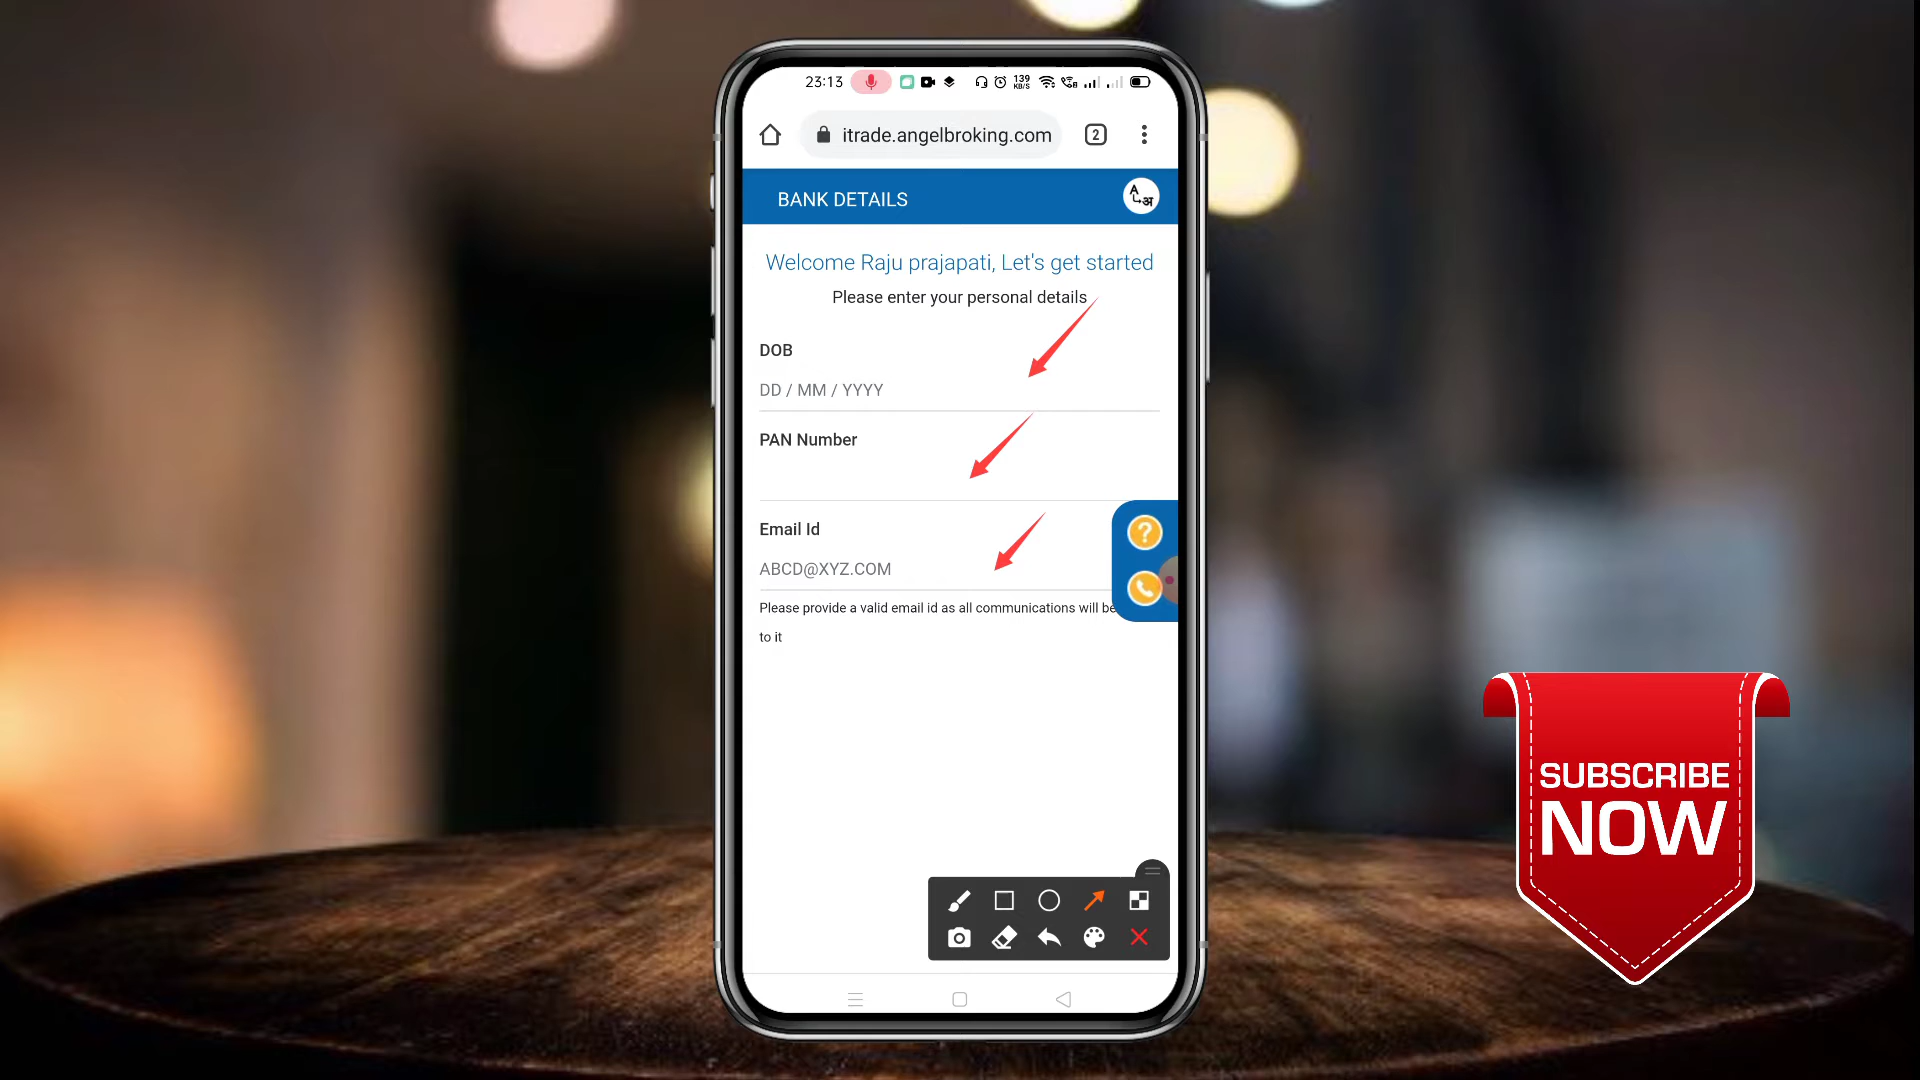 23:13
139
KB/S
itrade.angelbroking.com
2
BANK DETAILS
A
अ
Welcome Raju prajapati, Let's get started
Please enter your personal details
DOB
DD / MM / YYYY
PAN Number
Email Id
ABCD@XYZ.COM
?
Please provide a valid email id as all communications will be
to it
SUBSCRIBE
NOW